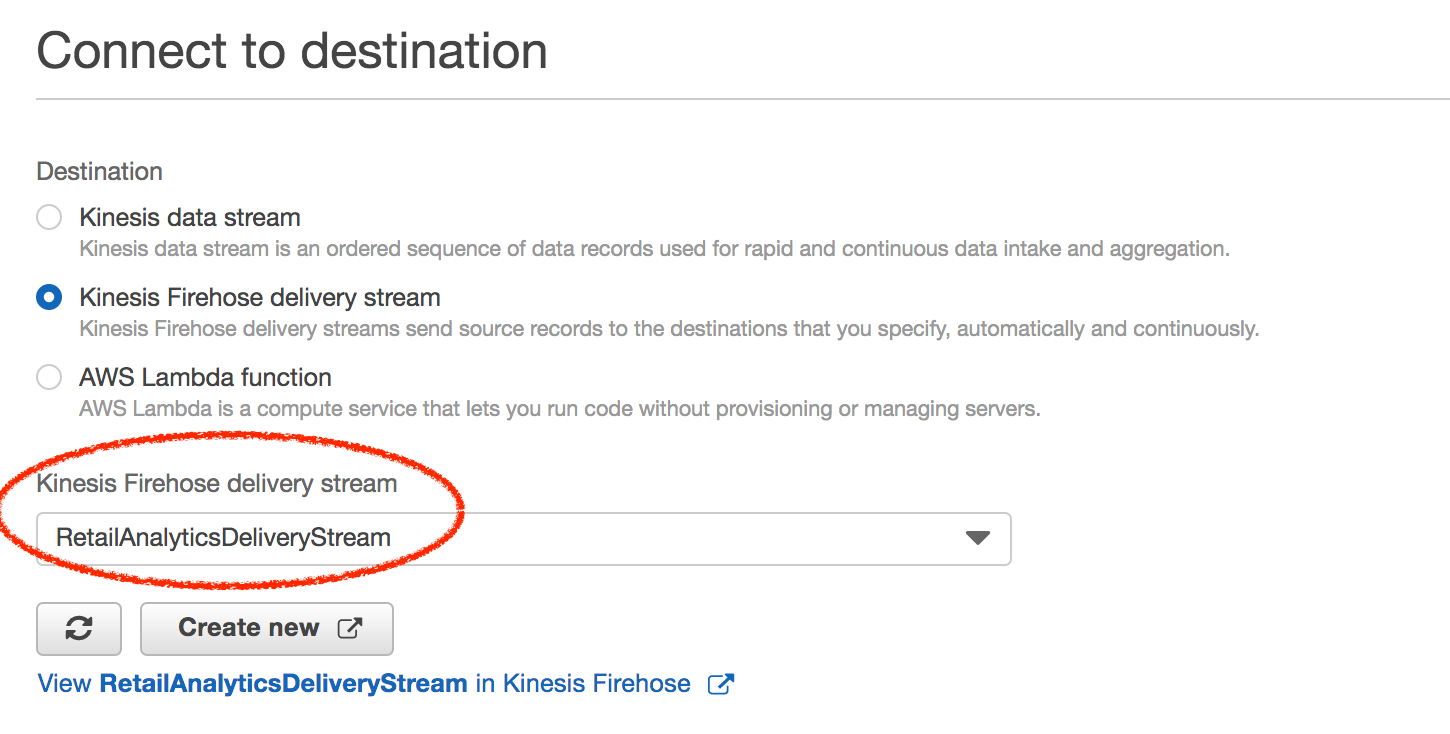 Connect to destination
Destination
Kinesis data stream
Kinesis data stream is an ordered sequence of data records used for rapid and continuous data intake and aggregation.
Kinesis Firehose delivery stream
Kinesis Firehose delivery streams send source records to the destinations that you specify, automatically and continuously.
AWS Lambda function
AWS Lambda is a compute service that lets you run code without provisioning or managing servers.
Kinesis Firehose delivery stream
RetailAnalyticsDeliveryStream
Create new
View RetailAnalyticsDeliveryStream in Kinesis Firehose